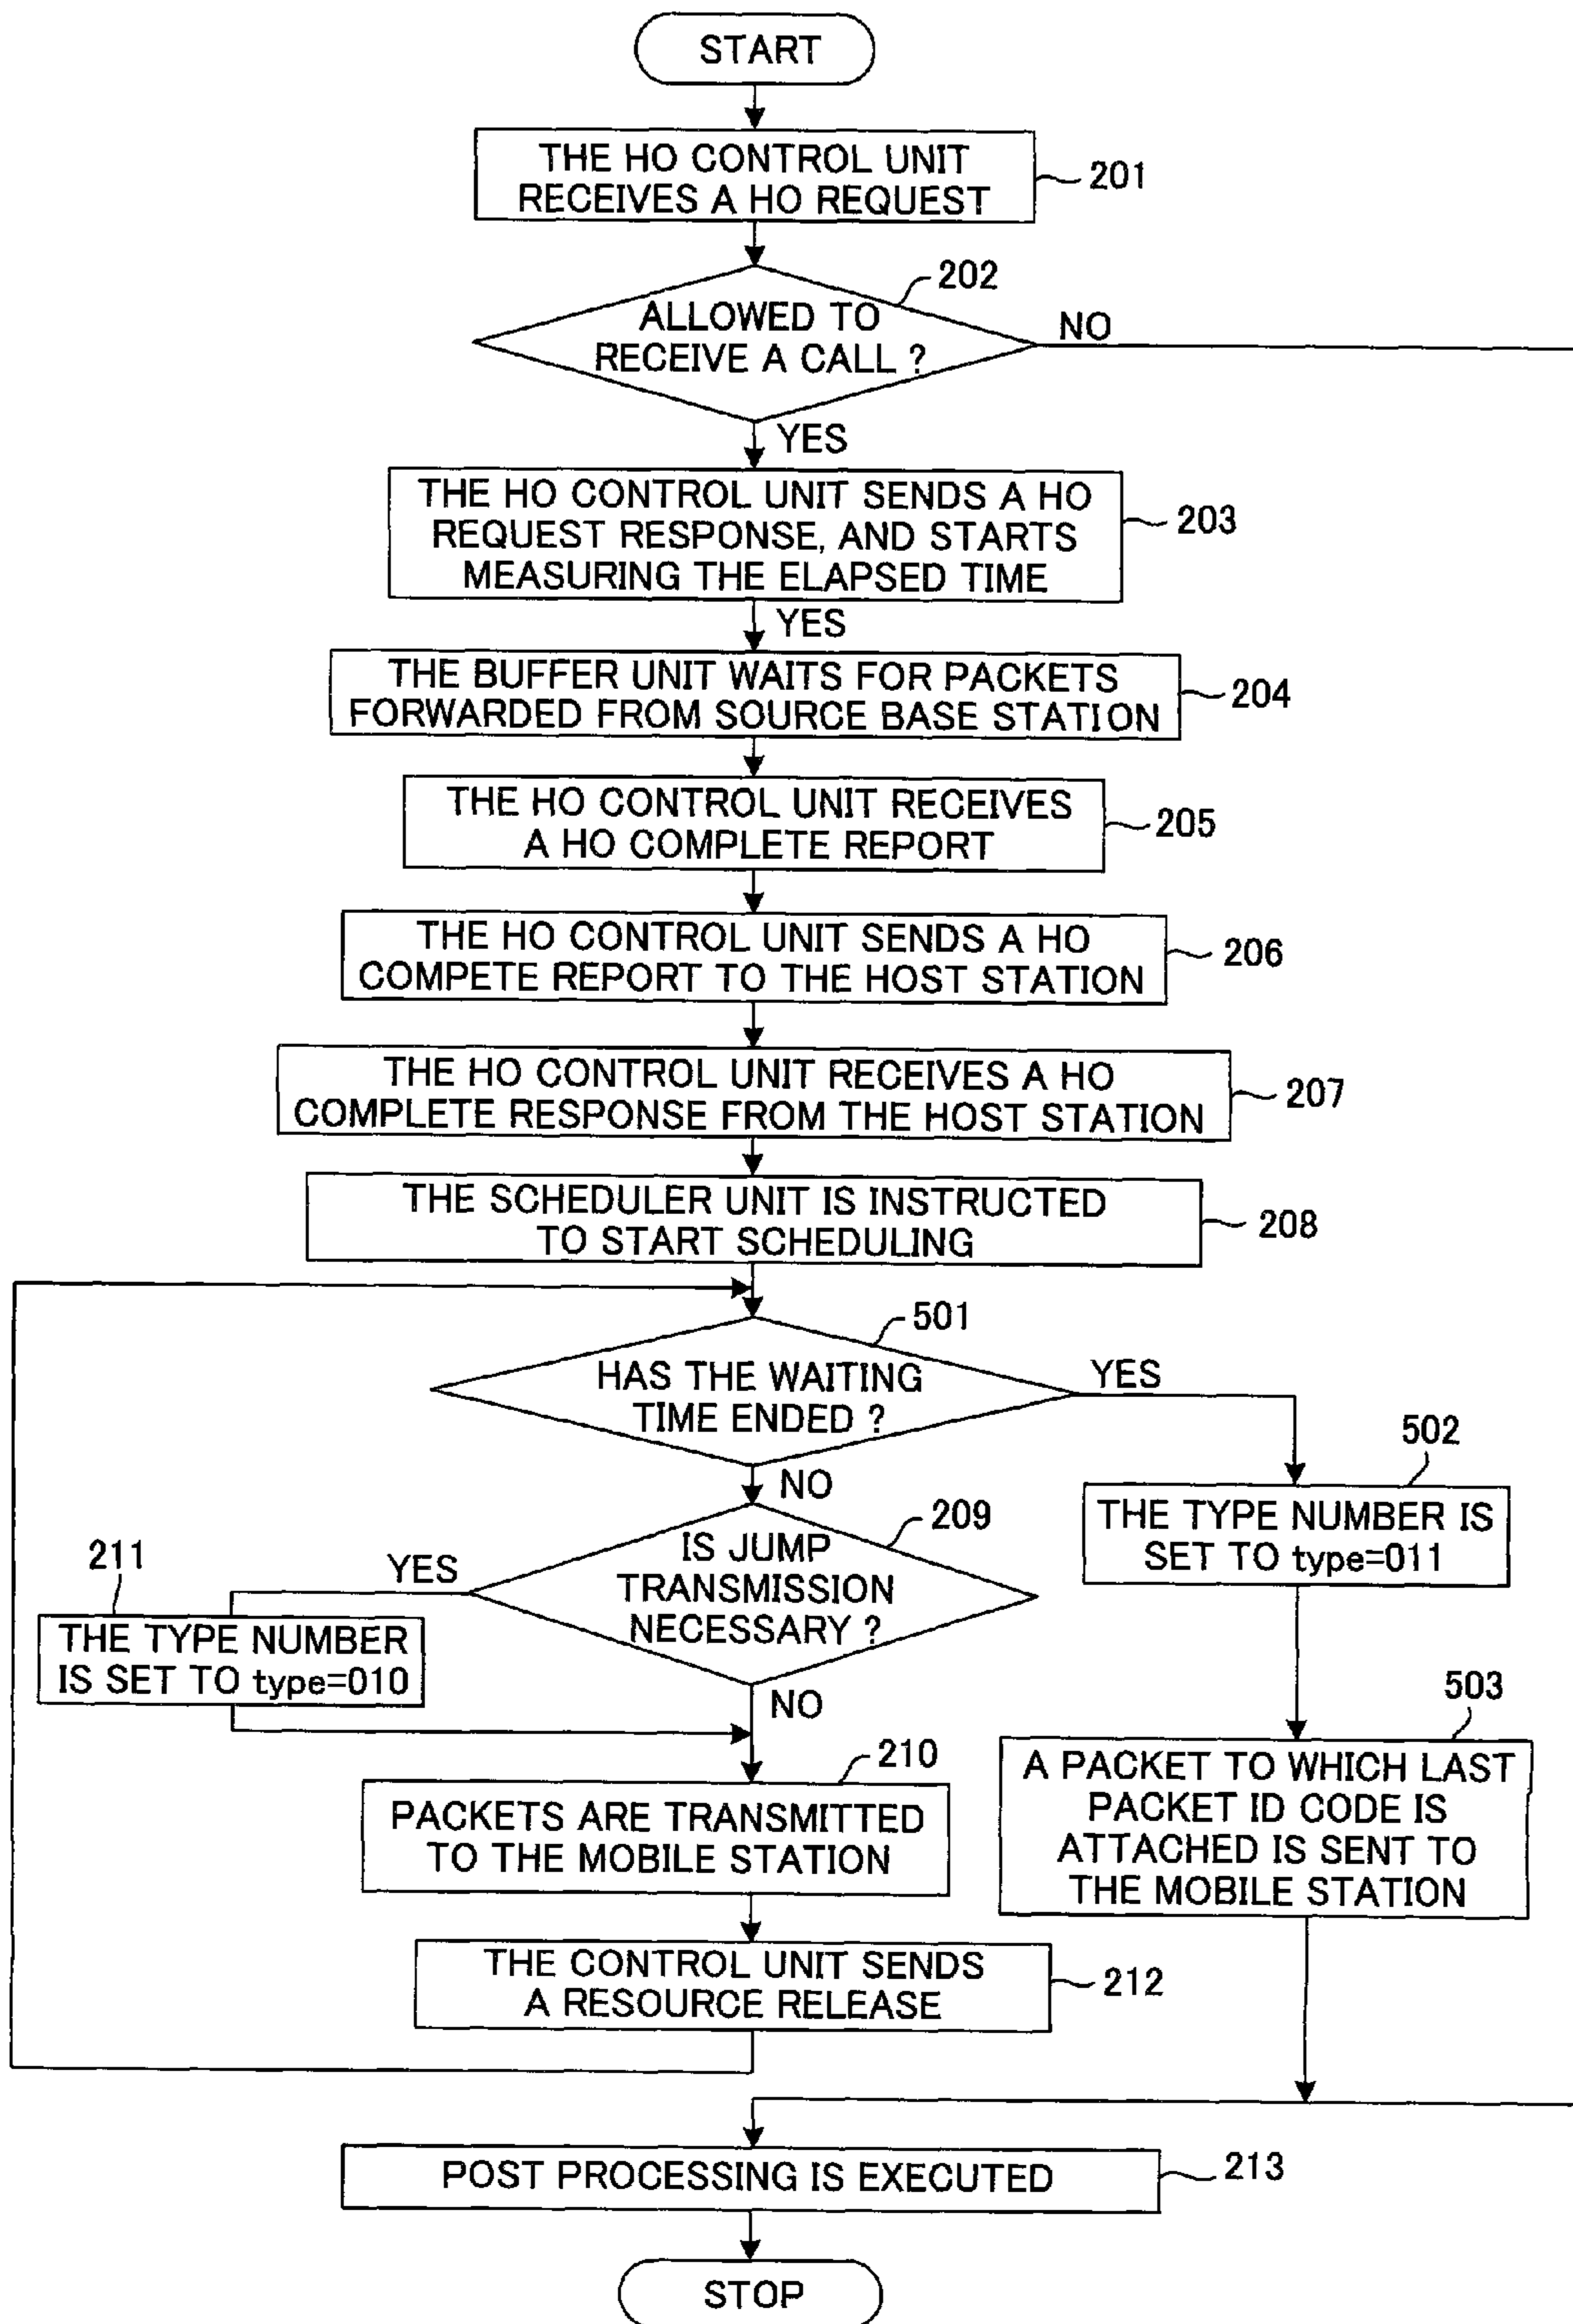 START
THE HO CONTROL UNIT
RECEIVES A HO REQUEST
201
202
ALLOWED TO
RECEIVE A CALL ?
NO
YES
THE HO CONTROL UNIT SENDS A HO
REQUEST RESPONSE, AND STARTS
MEASURING THE ELAPSED TIME
203
YES
THE BUFFER UNIT WAITS FOR PACKETS
FORWARDED FROM SOURCE BASE STATION
204
THE HO CONTROL UNIT RECEIVES
A HO COMPLETE REPORT
205
THE HO CONTROL UNIT SENDS A HO
COMPETE REPORT TO THE HOST STATION
206
THE HO CONTROL UNIT RECEIVES A HO
COMPLETE RESPONSE FROM THE HOST STATION
207
THE SCHEDULER UNIT IS INSTRUCTED
TO START SCHEDULING
208
501
HAS THE WAITING
TIME ENDED ?
YES
NO
502
THE TYPE NUMBER IS
SET TO type=011
209
IS JUMP
TRANSMISSION
NECESSARY ?
YES
211
THE TYPE NUMBER
IS SET TO type=010
NO
503
A PACKET TO WHICH LAST
PACKET ID CODE IS
ATTACHED IS SENT TO
THE MOBILE STATION
210
PACKETS ARE TRANSMITTED
TO THE MOBILE STATION
THE CONTROL UNIT SENDS
A RESOURCE RELEASE
212
POST PROCESSING IS EXECUTED
213
STOP